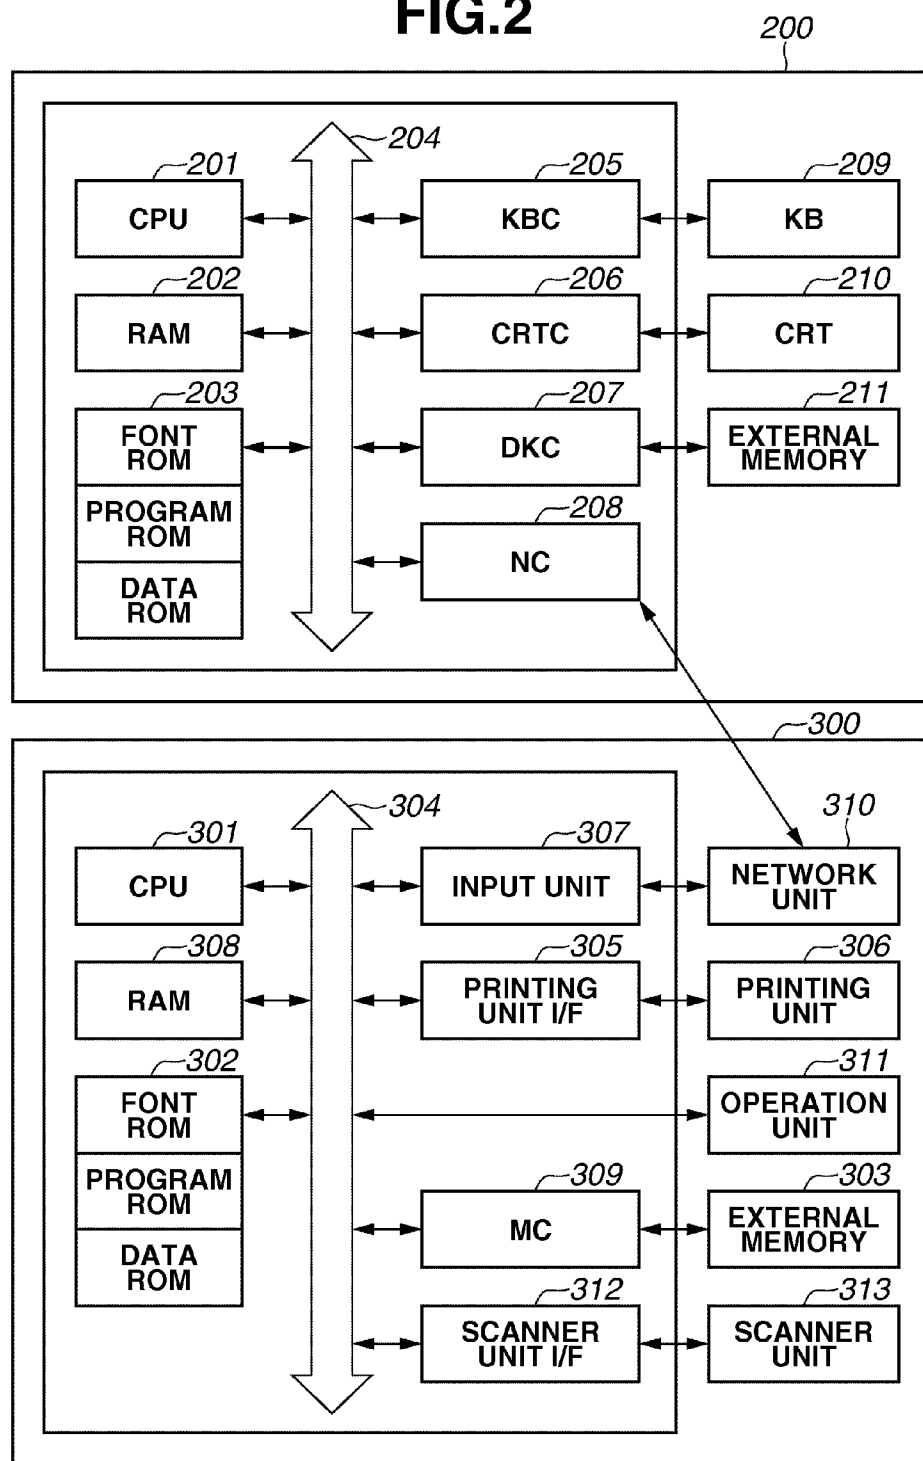 FIG.2
200
204
201
205
209
CPU
KBC
KB
202
206
210
RAM
CRTC
CRT
203
207
211
FONT
ROM
DKC
EXTERNAL
MEMORY
PROGRAM
ROM
208
NC
DATA
ROM
300
304
310
301
307
CPU
INPUT UNIT
NETWORK
UNIT
308
305
306
RAM
PRINTING
UNIT I/F
PRINTING
UNIT
302
311
FONT
ROM
OPERATION
UNIT
PROGRAM
ROM
309
303
MC
EXTERNAL
MEMORY
DATA
ROM
312
313
SCANNER
UNIT I/F
SCANNER
UNIT